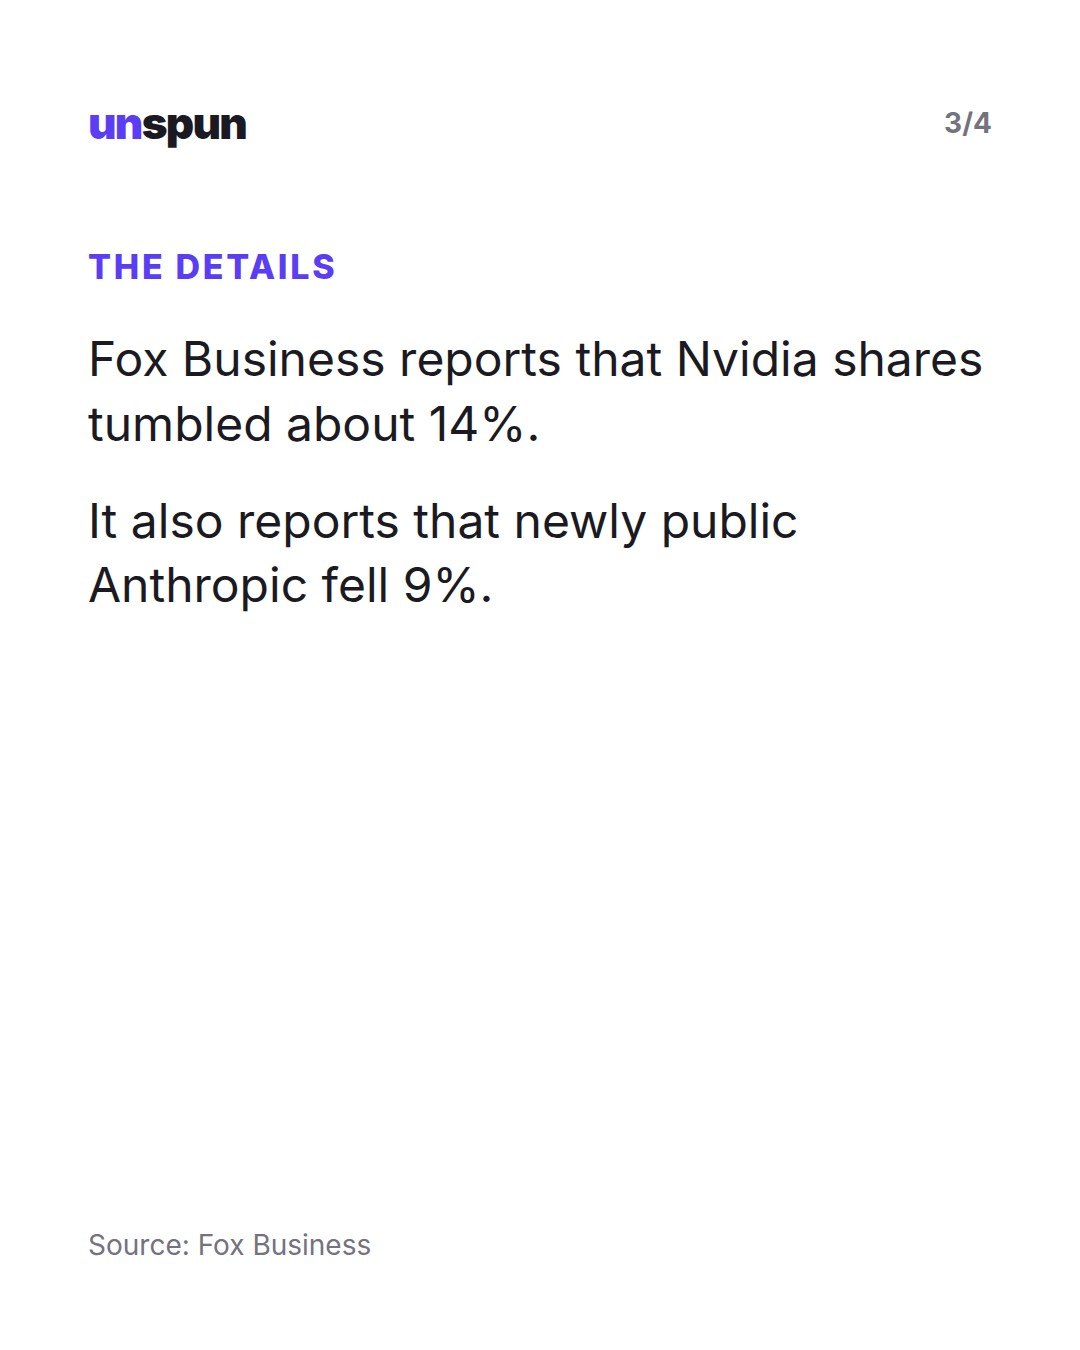 unspun
3/4
THE DETAILS
Fox Business reports that Nvidia shares
tumbled about 14%.
It also reports that newly public
Anthropic fell 9%.
Source: Fox Business